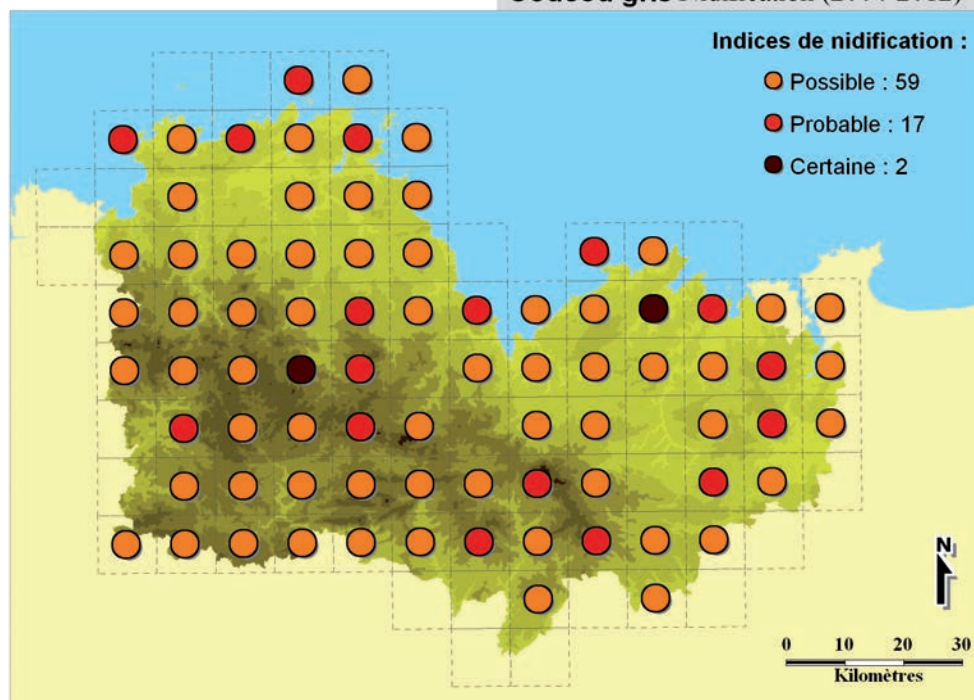 Indices de nidification :
Possible : 59
Probable : 17
Certaine : 2
N
0 10 20 30
Kilomètres